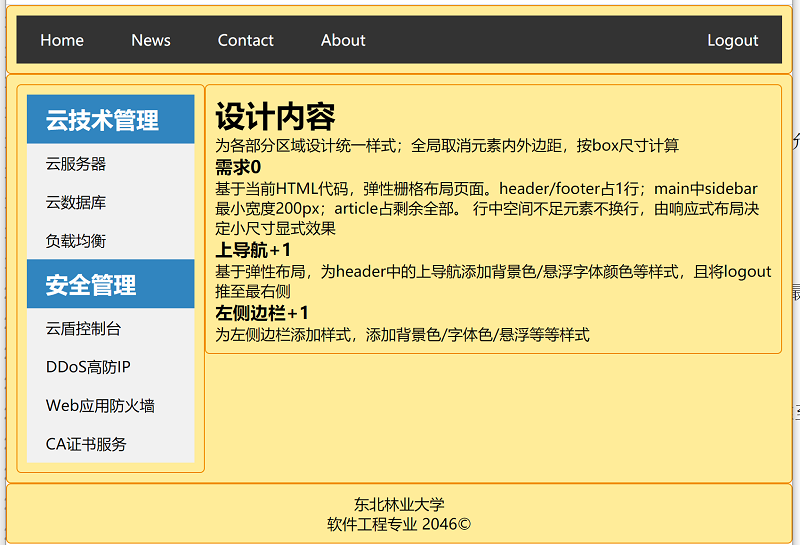 Home News Contact About Logout
云技术管理
云服务器
云数据库
负载均衡
安全管理
云盾控制台
DDoS高防IP
Web应用防火墙
CA证书服务
设计内容
为各部分区域设计统一样式；全局取消元素内外边距，按box尺寸计算
需求0
基于当前HTML代码，弹性栅格布局页面。header/footer占1行；main中sidebar
最小宽度200px；article占剩余全部。 行中空间不足元素不换行，由响应式布局决
定小尺寸显式效果
上导航+1
基于弹性布局，为header中的上导航添加背景色/悬浮字体颜色等样式，且将logout
推至最右侧
左侧边栏+1
为左侧边栏添加样式，添加背景色/字体色/悬浮等等样式
东北林业大学
软件工程专业 2046©